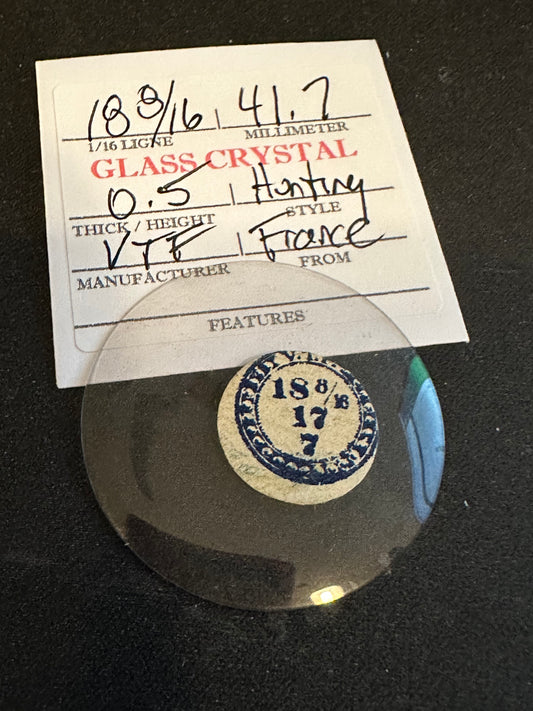 18 8/16 41.7
1/16 LIGNE MILLIMETER
GLASS CRYSTAL
0.5 Hunting
THICK / HEIGHT STYLE
VTF France
MANUFACTURER FROM
FEATURES
18 8/16
17
7